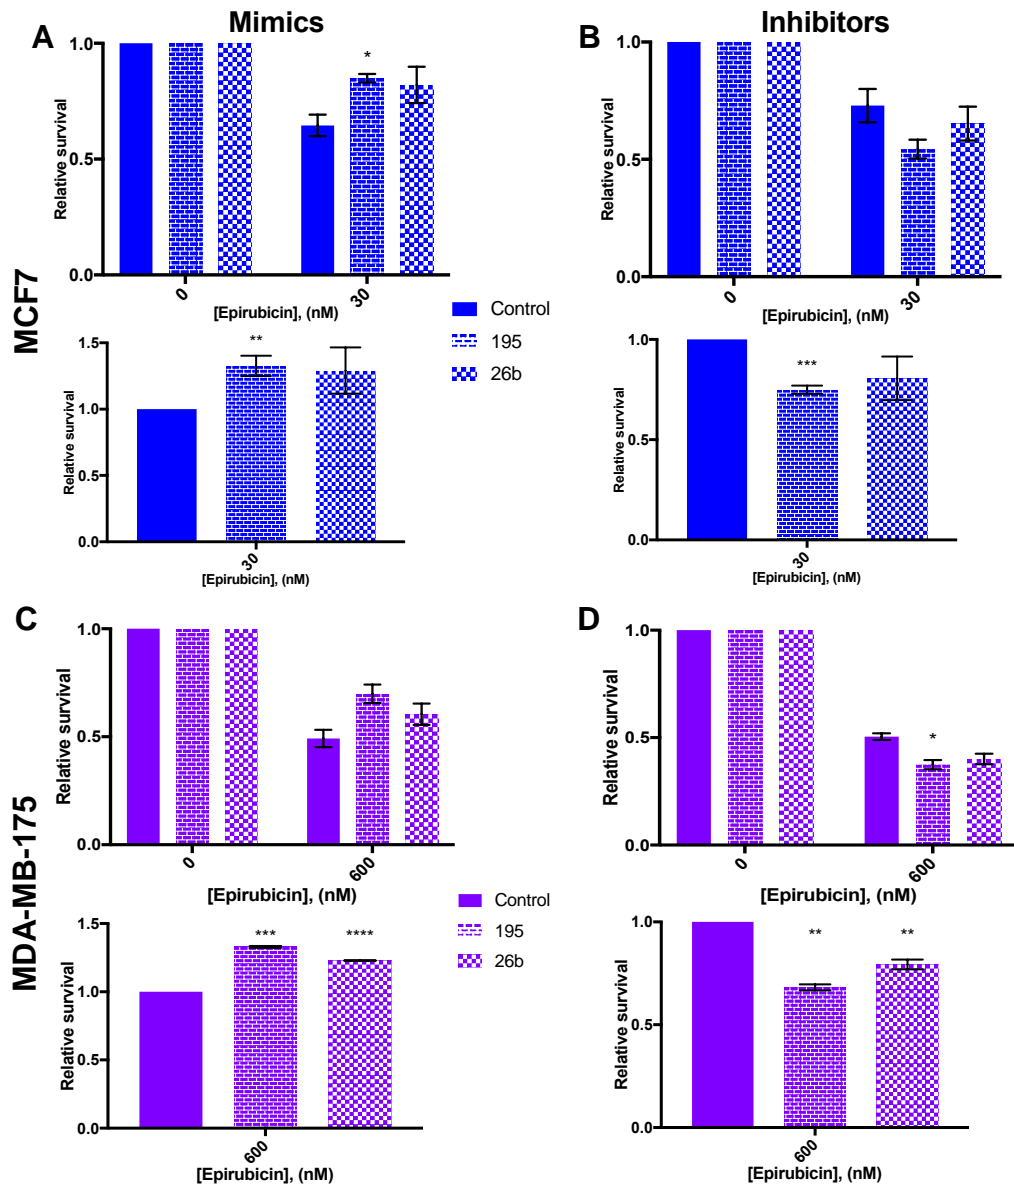 Mimics
Inhibitors
A
1.0
0.5
0.0
Relative survival
*
0
30
[Epirubicin], (nM)
B
1.0
0.5
0.0
Relative survival
0
30
[Epirubicin], (nM)
MCF7
Control
195
26b
1.5
1.0
0.5
0.0
Relative survival
**
30
[Epirubicin], (nM)
1.0
0.5
0.0
Relative survival
***
30
[Epirubicin], (nM)
C
1.0
0.5
0.0
Relative survival
0
600
[Epirubicin], (nM)
D
1.0
0.5
0.0
Relative survival
*
0
600
[Epirubicin], (nM)
MDA-MB-175
Control
195
26b
1.5
1.0
0.5
0.0
Relative survival
***
****
600
[Epirubicin], (nM)
1.0
0.5
0.0
Relative survival
**
**
600
[Epirubicin], (nM)